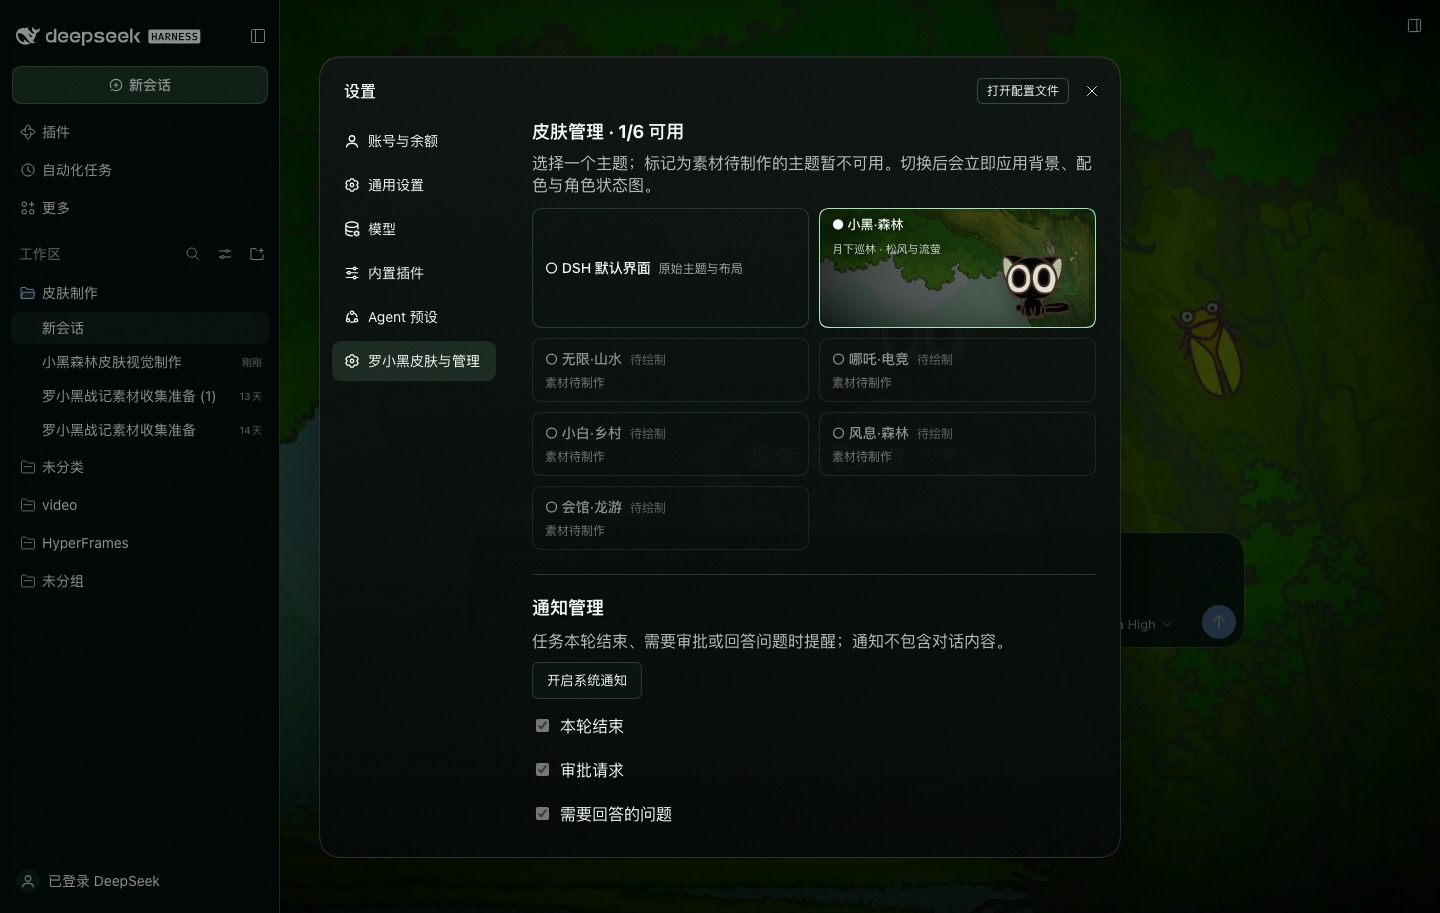 deepseek HARNESS
新会话
插件
自动化任务
更多
工作区
皮肤制作
新会话
小黑森林皮肤视觉制作 刚刚
罗小黑战记素材收集准备 (1) 13天
罗小黑战记素材收集准备 14天
未分类
video
HyperFrames
未分组
已登录 DeepSeek
设置
打开配置文件
账号与余额
通用设置
模型
内置插件
Agent 预设
罗小黑皮肤与管理
皮肤管理 · 1/6 可用
选择一个主题；标记为素材待制作的主题暂不可用。切换后会立即应用背景、配
色与角色状态图。
DSH 默认界面 原始主题与布局
小黑·森林
月下巡林 · 松风与流萤
无限·山水 待绘制
素材待制作
哪吒·电竞 待绘制
素材待制作
小白·乡村 待绘制
素材待制作
风息·森林 待绘制
素材待制作
会馆·龙游 待绘制
素材待制作
通知管理
任务本轮结束、需要审批或回答问题时提醒；通知不包含对话内容。
开启系统通知
本轮结束
审批请求
需要回答的问题
High